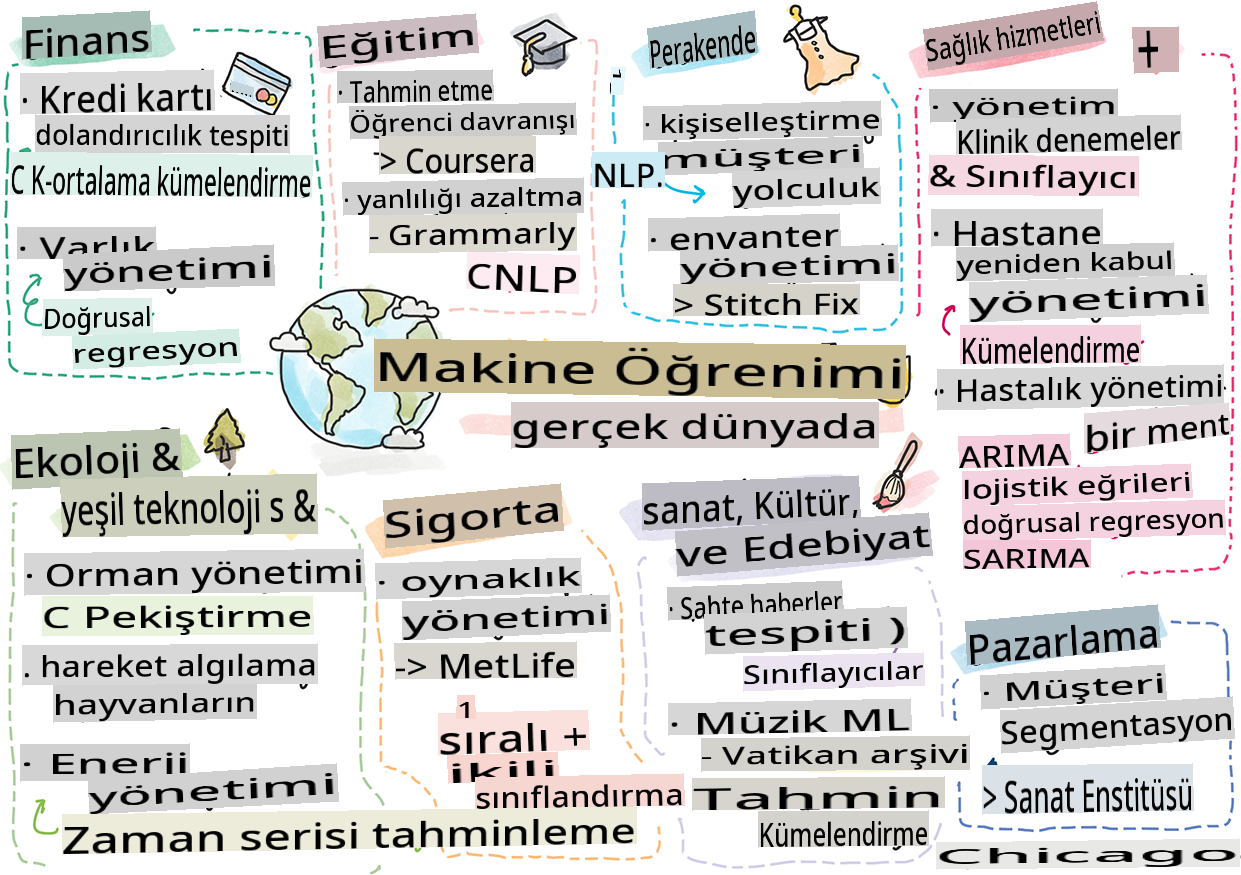 Finans
· Kredi kartı
dolandırıcılık tespiti
C K-ortalama kümelendirme
· Varlık
yönetimi
Doğrusal
regresyon
Eğitim
· Tahmin etme
Öğrenci davranışı
> Coursera
· yanlılığı azaltma
- Grammarly
CNLP
Perakende
· kişiselleştirme
müşteri
NLP.
yolculuk
· envanter
yönetimi
> Stitch Fix
Sağlık hizmetleri
+
· yönetim
Klinik denemeler
& Sınıflayıcı
· Hastane
yeniden kabul
yönetimi
Kümelendirme
· Hastalık yönetimi
bir ment
ARIMA
lojistik eğrileri
doğrusal regresyon
SARIMA
Makine Öğrenimi
gerçek dünyada
Ekoloji &
yeşil teknoloji s &
· Orman yönetimi
C Pekiştirme
. hareket algılama
hayvanların
· Enerji
yönetimi
Zaman serisi tahminleme
Sigorta
· oynaklık
yönetimi
-> MetLife
1
sıralı +
ikili
sınıflandırma
sanat, Kültür,
ve Edebiyat
· Sahte haberler
tespiti )
Sınıflayıcılar
· Müzik ML
- Vatikan arşivi
Tahmin
Kümelendirme
Pazarlama
· Müşteri
Segmentasyon
> Sanat Enstitüsü
Chicago